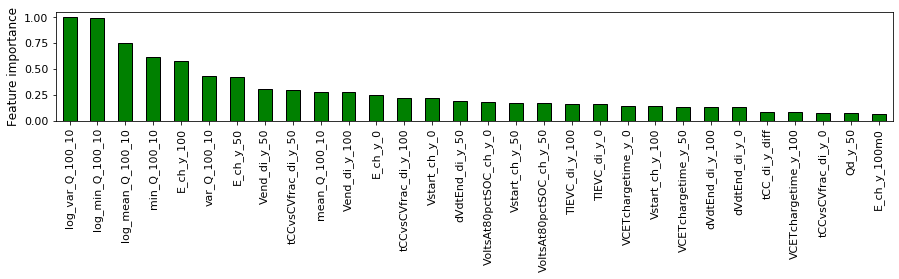 Feature importance
1.00
0.75
0.50
0.25
0.00
log_var_Q_100_10
log_min_Q_100_10
log_mean_Q_100_10
min_Q_100_10
E_ch_y_100
var_Q_100_10
E_ch_y_50
Vend_di_y_50
tCCvsCVfrac_di_y_50
mean_Q_100_10
Vend_di_y_100
E_ch_y_0
tCCvsCVfrac_di_y_100
Vstart_ch_y_0
dVdtEnd_di_y_50
VoltsAt80pctSOC_ch_y_0
Vstart_ch_y_50
VoltsAt80pctSOC_ch_y_50
TIEVC_di_y_100
TIEVC_di_y_0
VCETchargetime_y_0
Vstart_ch_y_100
VCETchargetime_y_50
dVdtEnd_di_y_100
dVdtEnd_di_y_0
tCC_di_y_diff
VCETchargetime_y_100
tCCvsCVfrac_di_y_0
Qd_y_50
E_ch_y_100m0